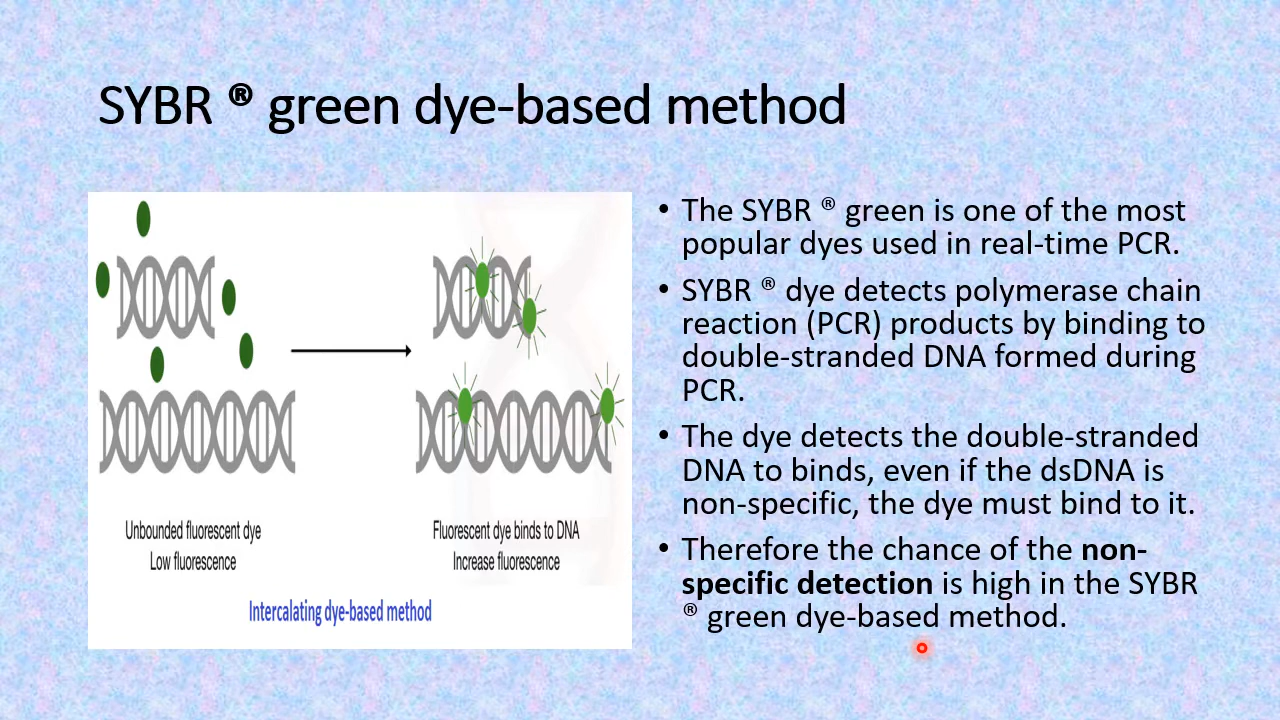 SYBR ® green dye-based method
Unbounded fluorescent dye
Low fluorescence
Fluorescent dye binds to DNA
Increase fluorescence
Intercalating dye-based method
• The SYBR ® green is one of the most
popular dyes used in real-time PCR.
• SYBR ® dye detects polymerase chain
reaction (PCR) products by binding to
double-stranded DNA formed during
PCR.
• The dye detects the double-stranded
DNA to binds, even if the dsDNA is
non-specific, the dye must bind to it.
• Therefore the chance of the non-
specific detection is high in the SYBR
® green dye-based method.